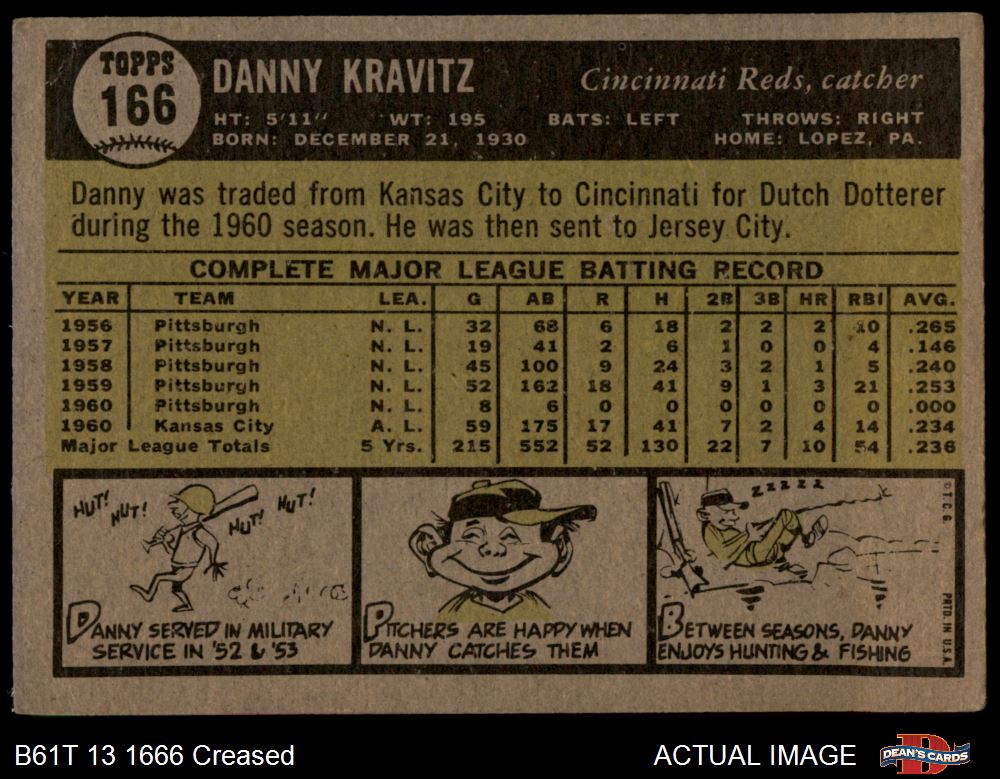 TOPPS
166
DANNY KRAVITZ
Cincinnati Reds, catcher
HT: 5'11" WT: 195 BATS: LEFT THROWS: RIGHT
BORN: DECEMBER 21, 1930 HOME: LOPEZ, PA.
Danny was traded from Kansas City to Cincinnati for Dutch Dotterer
during the 1960 season. He was then sent to Jersey City.
COMPLETE MAJOR LEAGUE BATTING RECORD
YEAR TEAM LEA. G AB R H 2B 3B HR RBI AVG.
1956 Pittsburgh N. L. 32 68 6 18 2 2 2 10 .265
1957 Pittsburgh N. L. 19 41 2 6 1 0 0 4 .146
1958 Pittsburgh N. L. 45 100 9 24 3 2 1 5 .240
1959 Pittsburgh N. L. 52 162 18 41 9 1 3 21 .253
1960 Pittsburgh N. L. 8 6 0 0 0 0 0 0 .000
1960 Kansas City A. L. 59 175 17 41 7 2 4 14 .234
Major League Totals 5 Yrs. 215 552 52 130 22 7 10 54 .236
HUT! HUT! HUT! HUT!
DANNY SERVED IN MILITARY
SERVICE IN '52 & '53
PITCHERS ARE HAPPY WHEN
DANNY CATCHES THEM
ZZZZZ
BETWEEN SEASONS, DANNY
ENJOYS HUNTING & FISHING
©T.C.G.
PRTD. IN U.S.A.
B61T 13 1666 Creased
ACTUAL IMAGE
DEAN'S CARDS